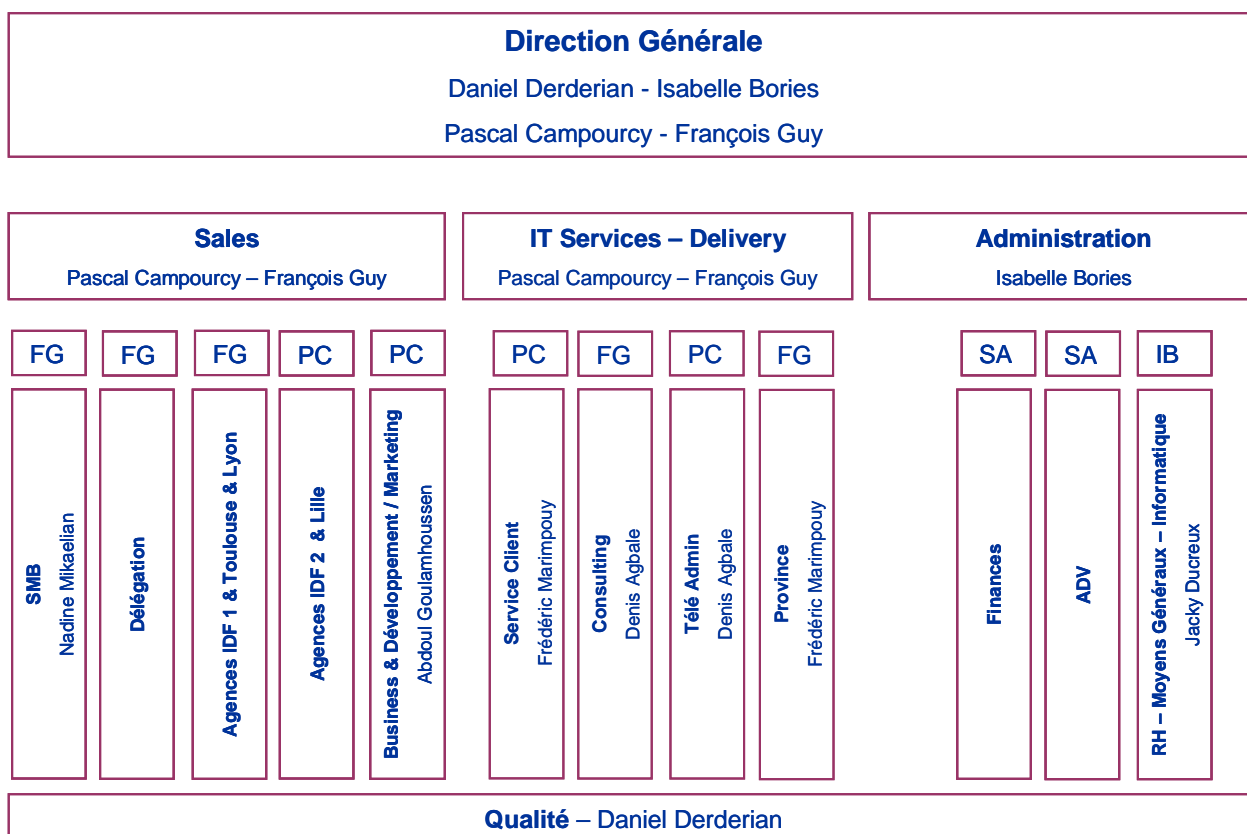 Direction Générale
Daniel Derderian - Isabelle Bories
Pascal Campourcy - François Guy
Sales
Pascal Campourcy – François Guy
IT Services – Delivery
Pascal Campourcy – François Guy
Administration
Isabelle Bories
FG
FG
FG
PC
PC
PC
FG
PC
FG
SA
SA
IB
SMB
Nadine Mikaelian
Délégation
Agences IDF 1 & Toulouse & Lyon
Agences IDF 2 & Lille
Business & Développement / Marketing
Abdoul Goulamhoussen
Service Client
Frédéric Marimpouy
Consulting
Denis Agbale
Télé Admin
Denis Agbale
Province
Frédéric Marimpouy
Finances
ADV
RH – Moyens Généraux – Informatique
Jacky Ducreux
Qualité – Daniel Derderian